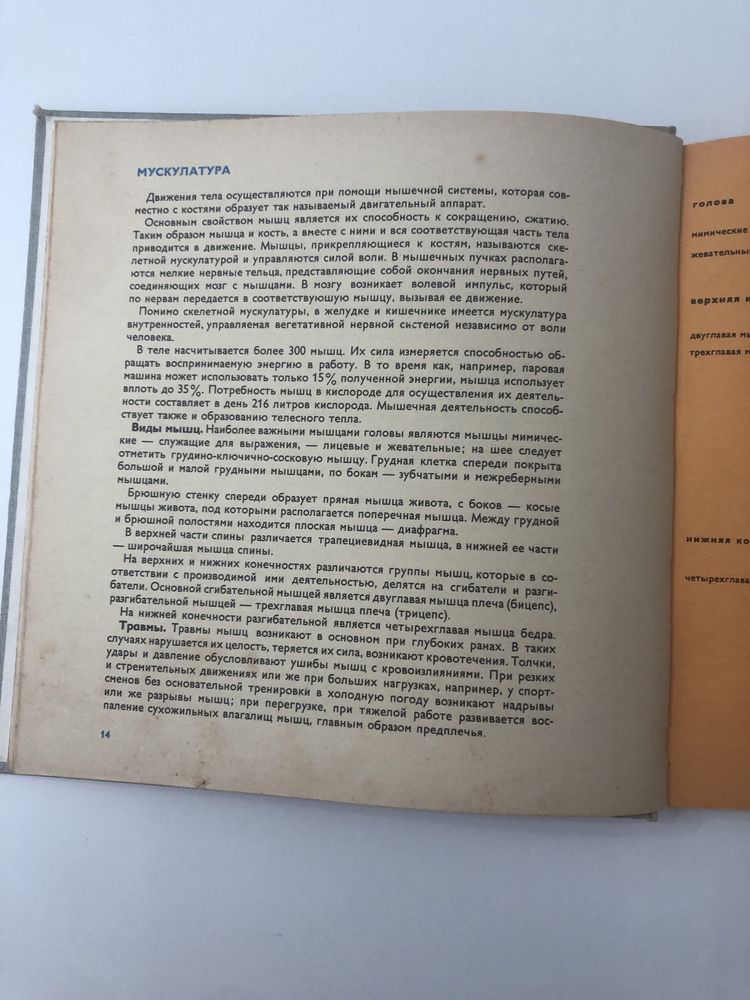 МУСКУЛАТУРА
Движения тела осуществляются при помощи мышечной системы, которая сов-
местно с костями образует так называемый двигательный аппарат.
Основным свойством мышц является их способность к сокращению, сжатию.
Таким образом мышца и кость, а вместе с ними и вся соответствующая часть тела
приводится в движение. Мышцы, прикрепляющиеся к костям, называются ске-
летной мускулатурой и управляются силой воли. В мышечных пучках располага-
ются мелкие нервные тельца, представляющие собой окончания нервных путей,
соединяющих мозг с мышцами. В мозгу возникает волевой импульс, который
по нервам передается в соответствуюшую мышцу, вызывая ее движение.
Помимо скелетной мускулатуры, в желудке и кишечнике имеется мускулатура
внутренностей, управляемая вегетативной нервной системой независимо от воли
человека.
В теле насчитывается более 300 мышц. Их сила измеряется способностью об-
ращать воспринимаемую энергию в работу. В то время как, например, паровая
машина может использовать только 15% полученной энергии, мышца использует
вплоть до 35%. Потребность мышц в кислороде для осуществления их деятель-
ности составляет в день 216 литров кислорода. Мышечная деятельность способ-
ствует также и образованию телесного тепла.
Виды мышц. Наиболее важными мышцами головы являются мышцы мимичес-
кие — служащие для выражения, — лицевые и жевательные; на шее следует
отметить грудино-ключично-сосковую мышцу. Грудная клетка спереди покрыта
большой и малой грудными мышцами, по бокам — зубчатыми и межреберными
мышцами.
Брюшную стенку спереди образует прямая мышца живота, с боков — косые
мышцы живота, под которыми располагается поперечная мышца. Между грудной
и брюшной полостями находится плоская мышца — диафрагма.
В верхней части спины различается трапециевидная мышца, в нижней ее части
— широчайшая мышца спины.
На верхних и нижних конечностях различаются группы мышц, которые в со-
ответствии с производимой ими деятельностью, делятся на сгибатели и разги-
батели. Основной сгибательной мышцей является двуглавая мышца плеча (бицепс),
разгибательной мышцей — трехглавая мышца плеча (трицепс).
На нижней конечности разгибательной является четырехглавая мышца бедра.
Травмы. Травмы мышц возникают в основном при глубоких ранах. В таких
случаях нарушается их целость, теряется их сила, возникают кровотечения. Толчки,
удары и давление обусловливают ушибы мышц с кровоизлияниями. При резких
и стремительных движениях или же при больших нагрузках, например, у спорт-
сменов без основательной тренировки в холодную погоду возникают надрывы
или же разрывы мышц; при перегрузке, при тяжелой работе развивается вос-
паление сухожильных влагалищ мышц, главным образом предплечья.
14
голова
мимические
жевательные
верхняя к
двуглавая мы
трехглавая м
нижняя ко
четырехглава